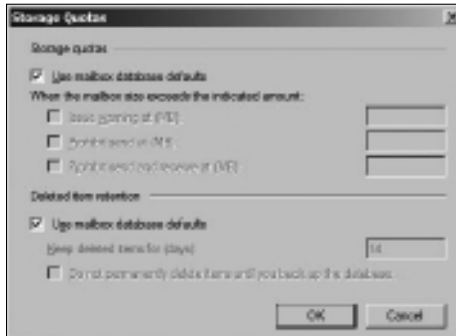 Storage Quotas
Storage quotas
Use mailbox database defaults
When the mailbox size exceeds the indicated amount:
Issue warning at (MB):
Prohibit send at (MB):
Prohibit send and receive at (MB):
Deleted item retention
Use mailbox database defaults
Keep deleted items for (days):
14
Do not permanently delete items until you back up the database.
OK
Cancel